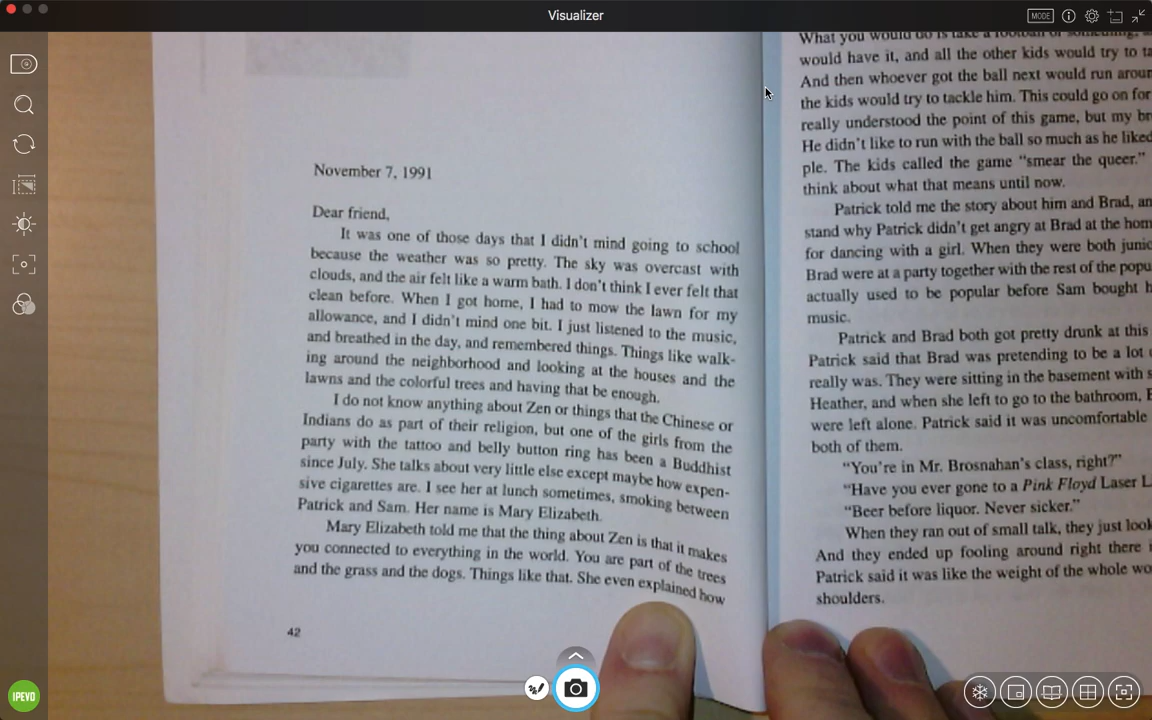 Visualizer
MODE
November 7, 1991
Dear friend,
It was one of those days that I didn't mind going to school
because the weather was so pretty. The sky was overcast with
clouds, and the air felt like a warm bath. I don't think I ever felt that
clean before. When I got home, I had to mow the lawn for my
allowance, and I didn't mind one bit. I just listened to the music,
and breathed in the day, and remembered things. Things like walk-
ing around the neighborhood and looking at the houses and the
lawns and the colorful trees and having that be enough.
I do not know anything about Zen or things that the Chinese or
Indians do as part of their religion, but one of the girls from the
party with the tattoo and belly button ring has been a Buddhist
since July. She talks about very little else except maybe how expen-
sive cigarettes are. I see her at lunch sometimes, smoking between
Patrick and Sam. Her name is Mary Elizabeth.
Mary Elizabeth told me that the thing about Zen is that it makes
you connected to everything in the world. You are part of the trees
and the grass and the dogs. Things like that. She even explained how
42
What you would do is take a football or something,
would have it, and all the other kids would try to
And then whoever got the ball next would run
the kids would try to tackle him. This could go on for
really understood the point of this game, but my
He didn't like to run with the ball so much as he liked
ple. The kids called the game "smear the queer."
think about what that means until now.
Patrick told me the story about him and Brad,
stand why Patrick didn't get angry at Brad at the
for dancing with a girl. When they were both
Brad were at a party together with the rest of the
actually used to be popular before Sam bought
music.
Patrick and Brad both got pretty drunk at this
Patrick said that Brad was pretending to be a lot
really was. They were sitting in the basement with
Heather, and when she left to go to the bathroom,
were left alone. Patrick said it was uncomfortable
both of them.
"You're in Mr. Brosnahan's class, right?"
"Have you ever gone to a Pink Floyd Laser
"Beer before liquor. Never sicker."
When they ran out of small talk, they just
And they ended up fooling around right there
Patrick said it was like the weight of the whole
shoulders.
IPEVO